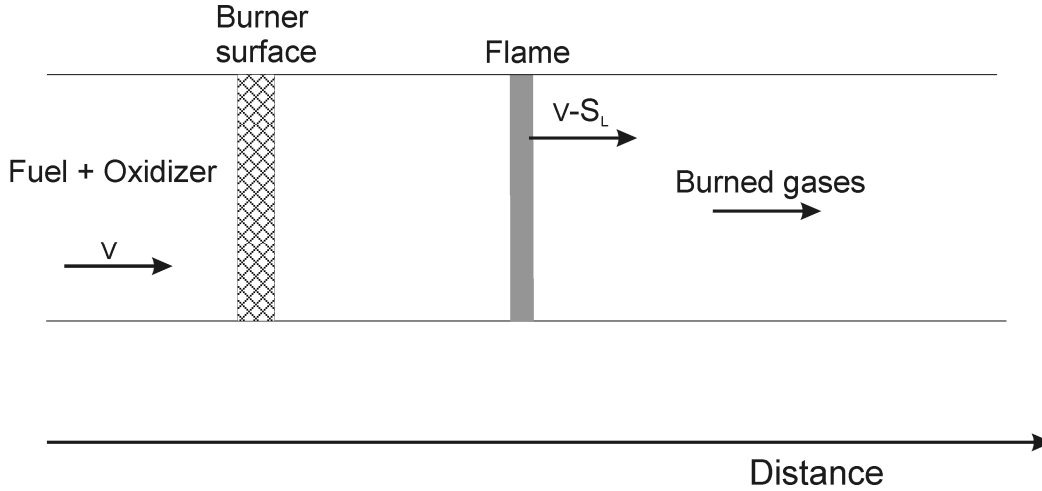 Burner
surface
Flame
V-SL
Fuel + Oxidizer
Burned gases
V
Distance